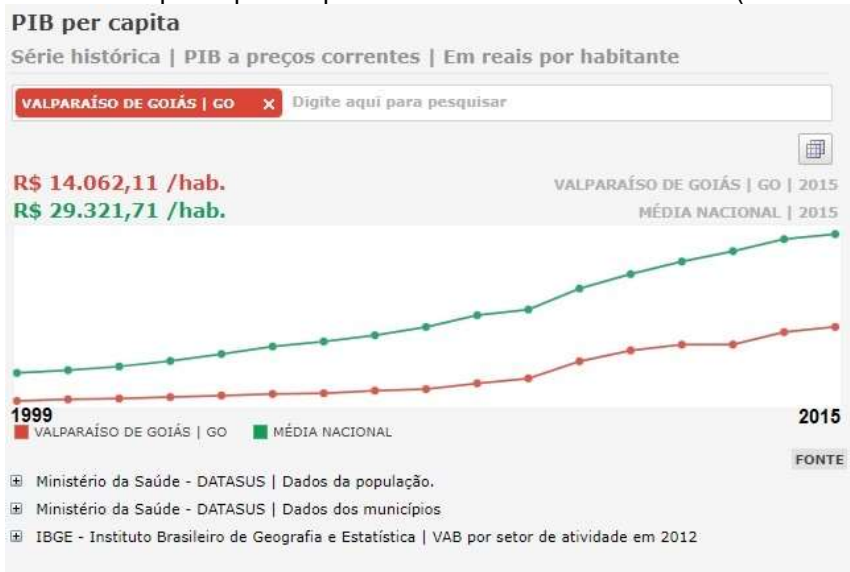 PIB per capita
Série histórica | PIB a preços correntes | Em reais por habitante
VALPARAÍSO DE GOIÁS | GO x Digite aqui para pesquisar
R$ 14.062,11 /hab. VALPARAÍSO DE GOIÁS | GO | 2015
R$ 29.321,71 /hab. MÉDIA NACIONAL | 2015
1999 2015
VALPARAÍSO DE GOIÁS | GO MÉDIA NACIONAL
FONTE
Ministério da Saúde - DATASUS | Dados da população.
Ministério da Saúde - DATASUS | Dados dos municípios
IBGE - Instituto Brasileiro de Geografia e Estatística | VAB por setor de atividade em 2012